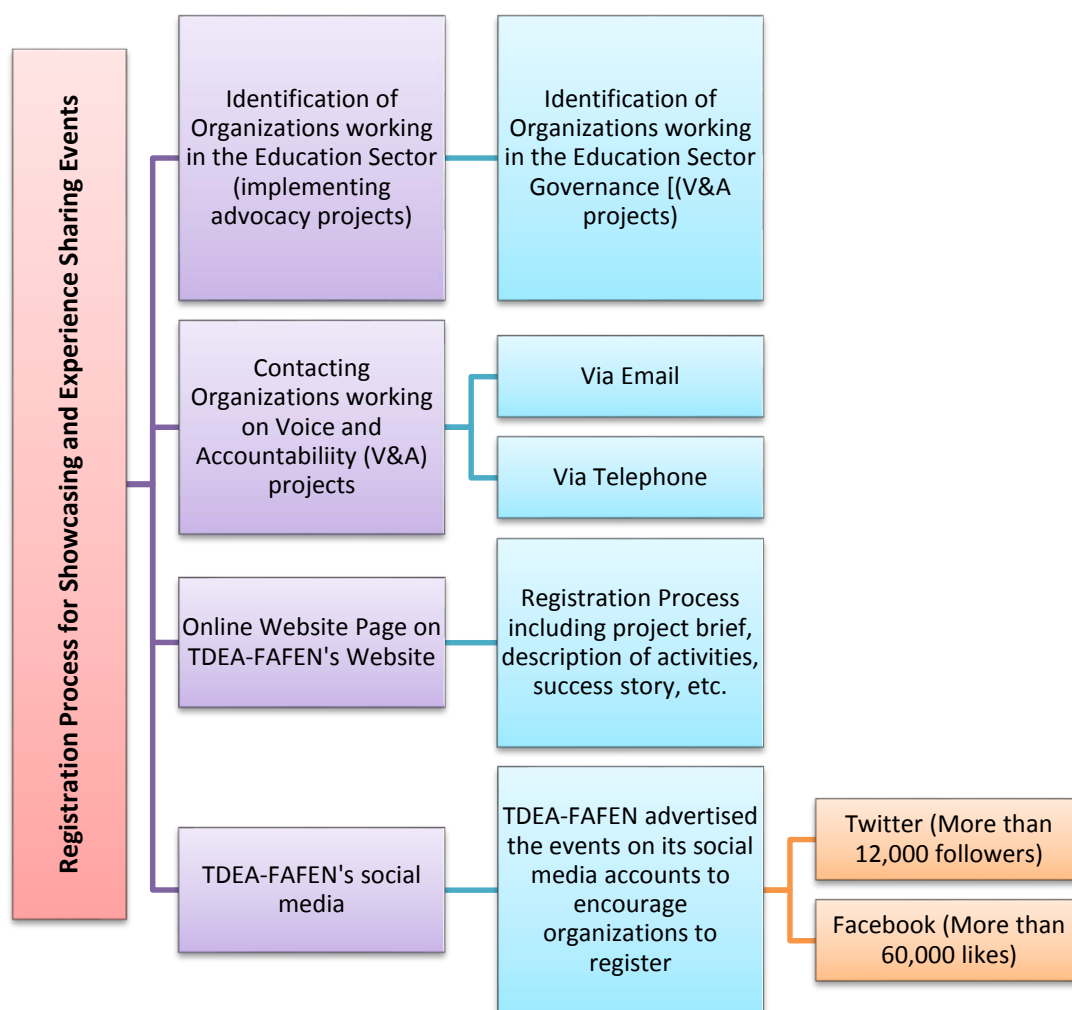 Registration Process for Showcasing and Experience Sharing Events
Identification of
Organizations working
in the Education Sector
(implementing
advocacy projects)
Identification of
Organizations working
in the Education Sector
Governance [(V&A
projects)
Contacting
Organizations working
on Voice and
Accountabiliity (V&A)
projects
Via Email
Via Telephone
Online Website Page on
TDEA-FAFEN's Website
Registration Process
including project brief,
description of activities,
success story, etc.
TDEA-FAFEN's social
media
TDEA-FAFEN advertised
the events on its social
media accounts to
encourage
organizations to
register
Twitter (More than
12,000 followers)
Facebook (More than
60,000 likes)